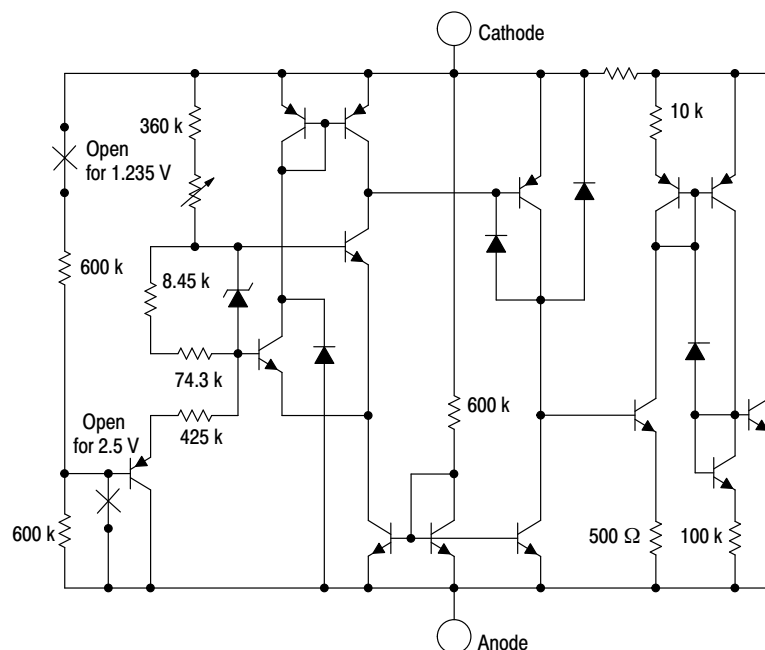 Cathode
360 k
Open
for 1.235 V
10 k
600 k
8.45 k
74.3 k
600 k
425 k
Open
for 2.5 V
600 k
500 Ω
100 k
Anode